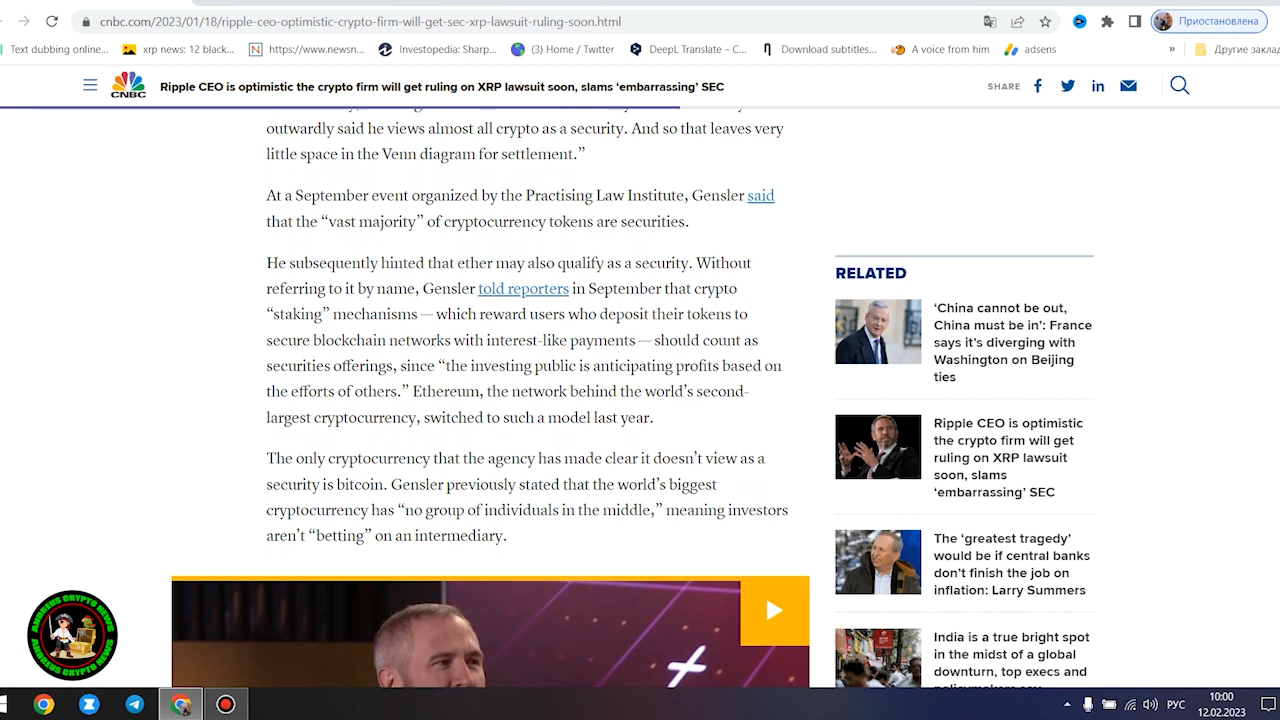 cnbc.com/2023/01/18/ripple-ceo-optimistic-crypto-firm-will-get-sec-xrp-lawsuit-ruling-soon.html
Приостановлена
Text dubbing online...
xrp news: 12 black...
https://www.newsn...
Investopedia: Sharp...
(3) Home / Twitter
DeepL Translate – C...
Download subtitles...
A voice from him
adsens
»
Другие заклад
CNBC
Ripple CEO is optimistic the crypto firm will get ruling on XRP lawsuit soon, slams ‘embarrassing’ SEC
SHARE
outwardly said he views almost all crypto as a security. And so that leaves very
little space in the Venn diagram for settlement.”
At a September event organized by the Practising Law Institute, Gensler said
that the “vast majority” of cryptocurrency tokens are securities.
He subsequently hinted that ether may also qualify as a security. Without
referring to it by name, Gensler told reporters in September that crypto
“staking” mechanisms — which reward users who deposit their tokens to
secure blockchain networks with interest-like payments — should count as
securities offerings, since “the investing public is anticipating profits based on
the efforts of others.” Ethereum, the network behind the world’s second-
largest cryptocurrency, switched to such a model last year.
The only cryptocurrency that the agency has made clear it doesn’t view as a
security is bitcoin. Gensler previously stated that the world’s biggest
cryptocurrency has “no group of individuals in the middle,” meaning investors
aren’t “betting” on an intermediary.
RELATED
‘China cannot be out,
China must be in’: France
says it’s diverging with
Washington on Beijing
ties
Ripple CEO is optimistic
the crypto firm will get
ruling on XRP lawsuit
soon, slams
‘embarrassing’ SEC
The ‘greatest tragedy’
would be if central banks
don’t finish the job on
inflation: Larry Summers
India is a true bright spot
in the midst of a global
downturn, top execs and
ANDREUS CRYPTO NEWS
ANDREUS CRYPTO NEWS
РУС
10:00
12.02.2023